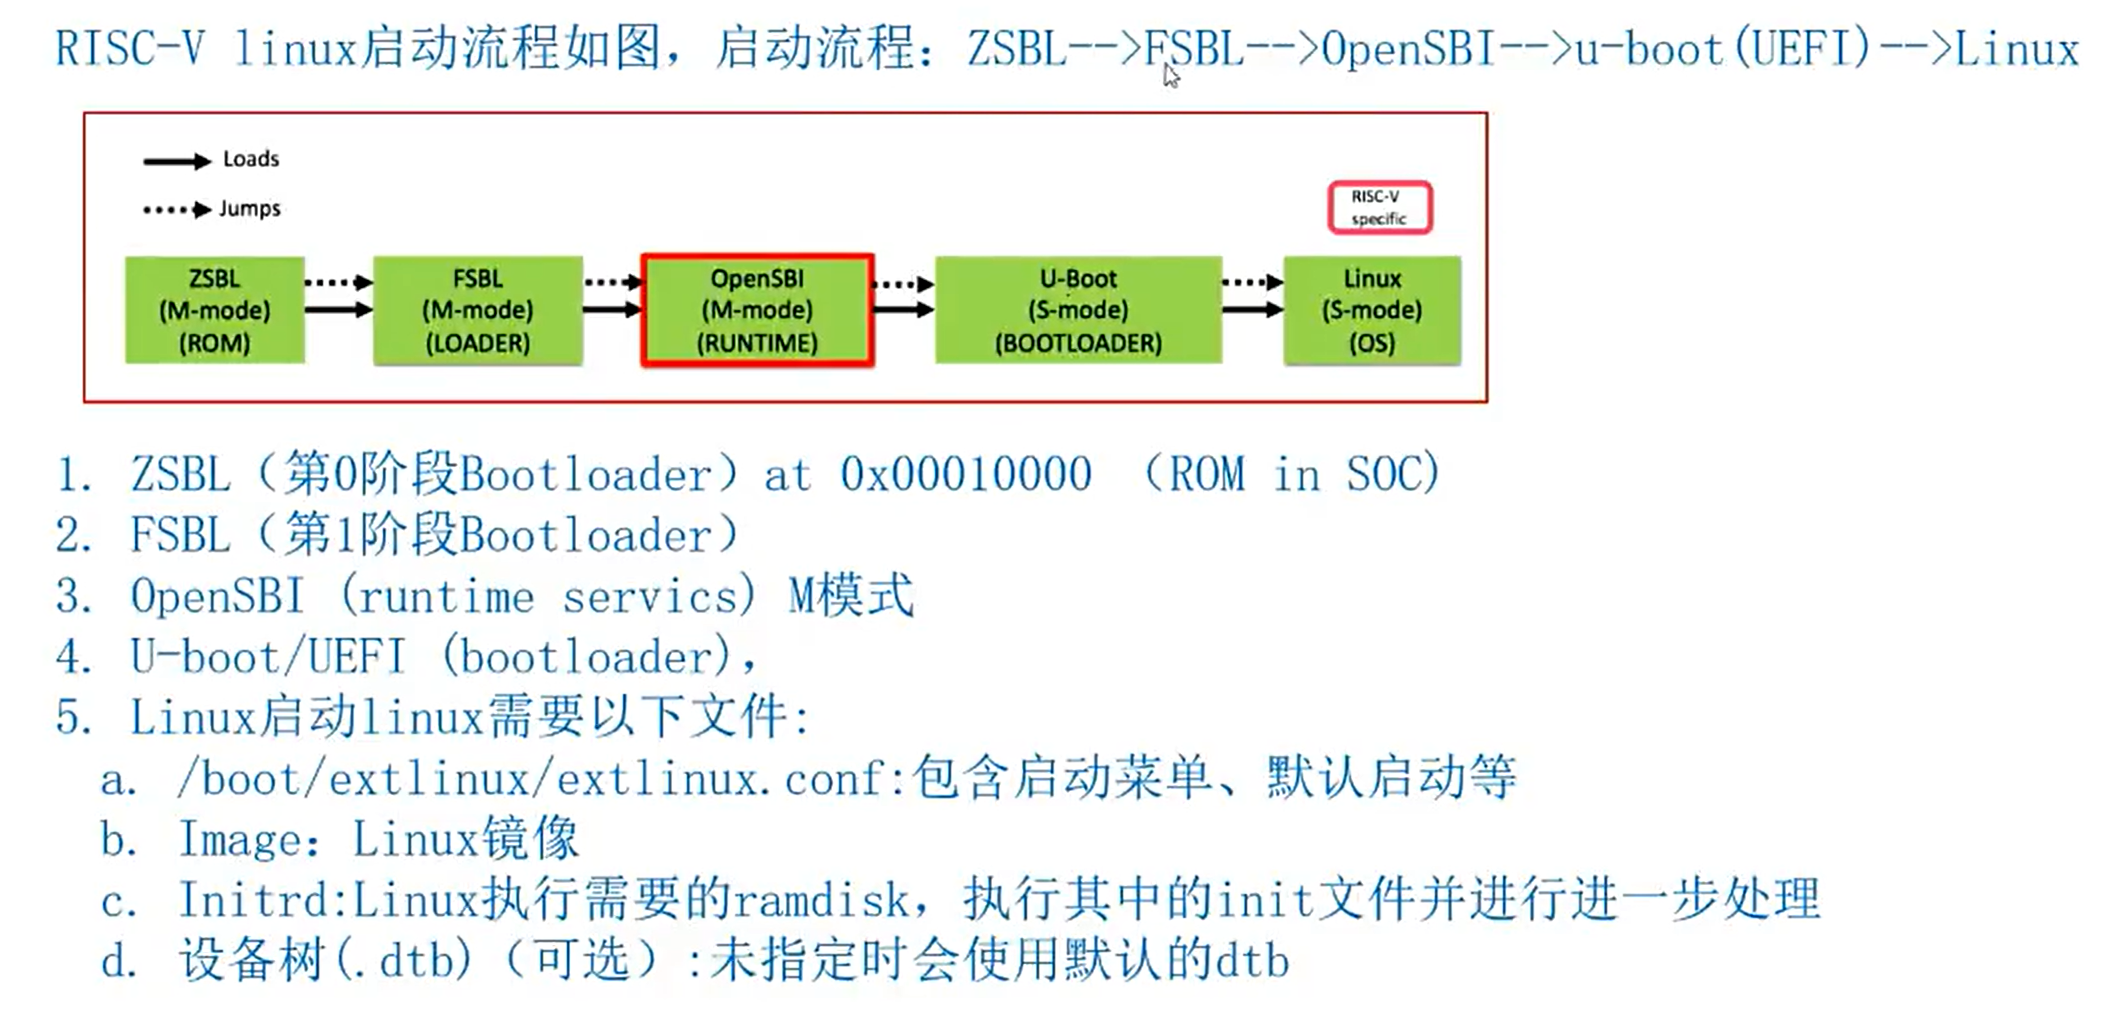 RISC-V linux启动流程如图，启动流程：ZSBL-->FSBL-->OpenSBI-->u-boot(UEFI)-->Linux
Loads
Jumps
RISC-V
specific
ZSBL
(M-mode)
(ROM)
FSBL
(M-mode)
(LOADER)
OpenSBI
(M-mode)
(RUNTIME)
U-Boot
(S-mode)
(BOOTLOADER)
Linux
(S-mode)
(OS)
1. ZSBL（第0阶段Bootloader）at 0x00010000 （ROM in SOC)
2. FSBL（第1阶段Bootloader）
3. OpenSBI (runtime servics) M模式
4. U-boot/UEFI (bootloader)，
5. Linux启动linux需要以下文件:
a. /boot/extlinux/extlinux.conf:包含启动菜单、默认启动等
b. Image：Linux镜像
c. Initrd:Linux执行需要的ramdisk，执行其中的init文件并进行进一步处理
d. 设备树(.dtb)（可选）:未指定时会使用默认的dtb